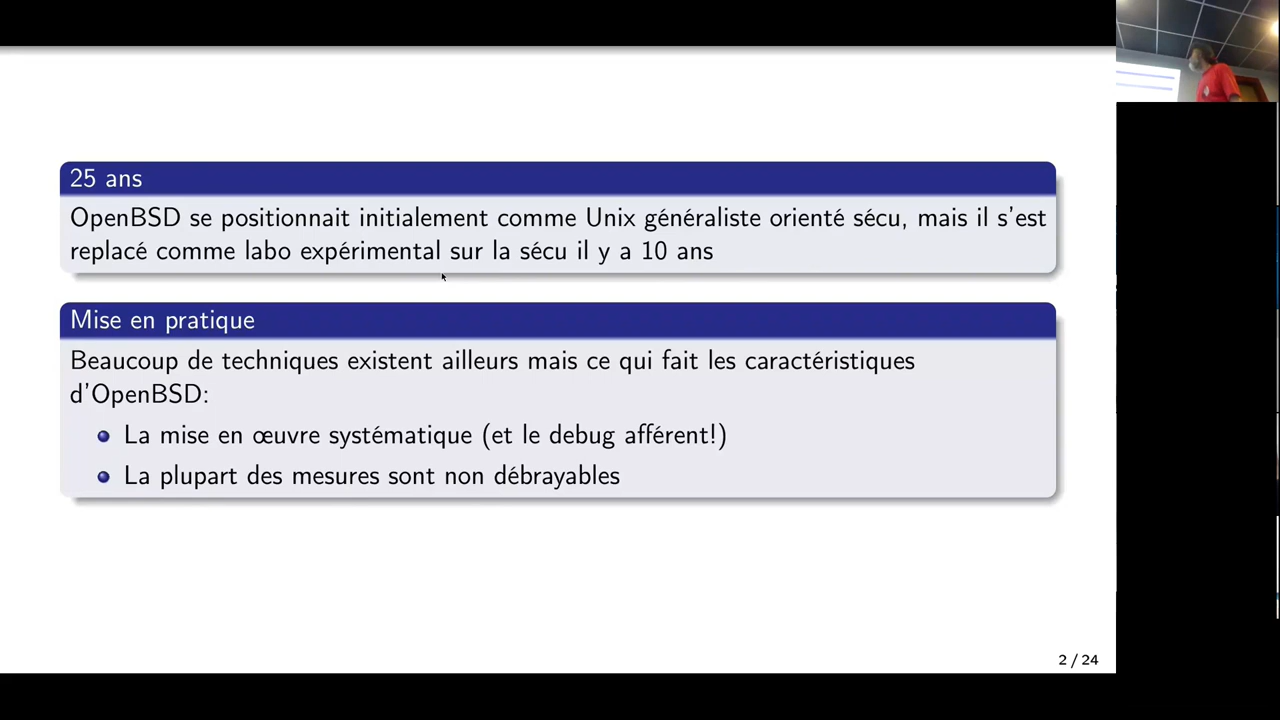 25 ans
OpenBSD se positionnait initialement comme Unix généraliste orienté sécu, mais il s'est
replacé comme labo expérimental sur la sécu il y a 10 ans
Mise en pratique
Beaucoup de techniques existent ailleurs mais ce qui fait les caractéristiques
d'OpenBSD:
La mise en œuvre systématique (et le debug afférent!)
La plupart des mesures sont non débrayables
2 / 24